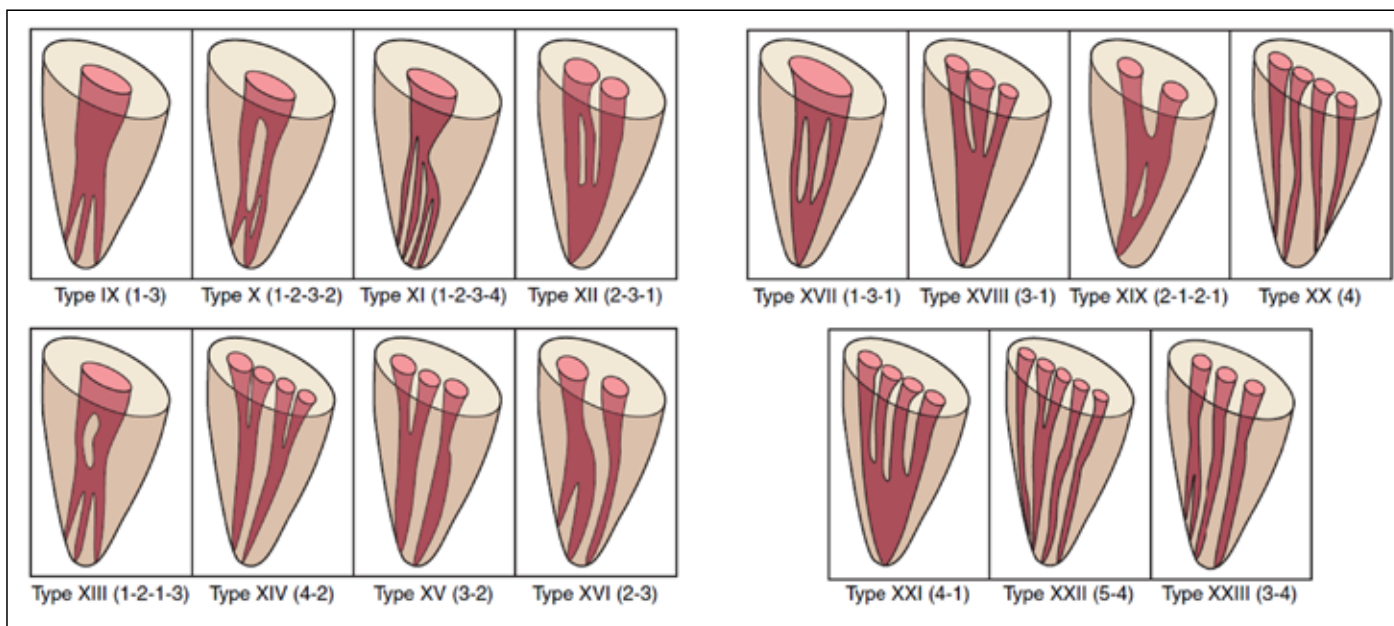 Type IX (1-3) Type X (1-2-3-2) Type XI (1-2-3-4) Type XII (2-3-1)
Type XVII (1-3-1) Type XVIII (3-1) Type XIX (2-1-2-1) Type XX (4)
Type XIII (1-2-1-3) Type XIV (4-2) Type XV (3-2) Type XVI (2-3)
Type XXI (4-1) Type XXII (5-4) Type XXIII (3-4)